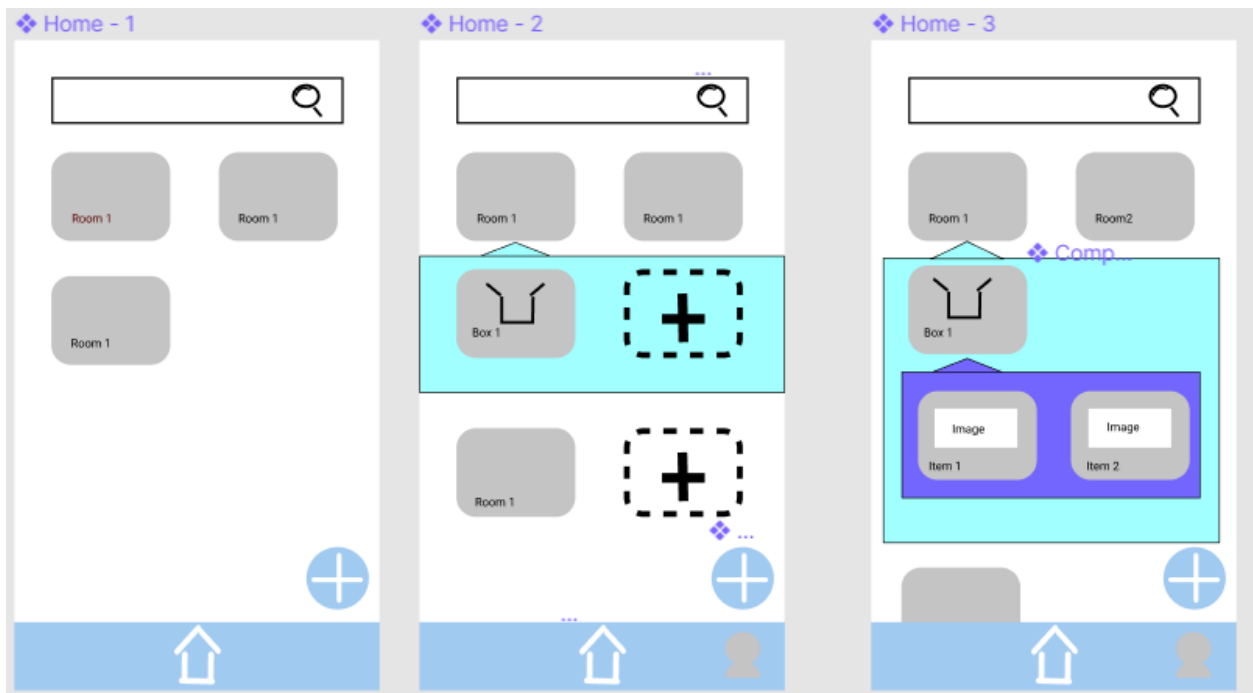 Home - 1
Room 1
Room 1
Room 1
Home - 2
...
Room 1
Room 1
Box 1
Room 1
...
...
Home - 3
Room 1
Room2
Comp...
Box 1
Image
Image
Item 1
Item 2